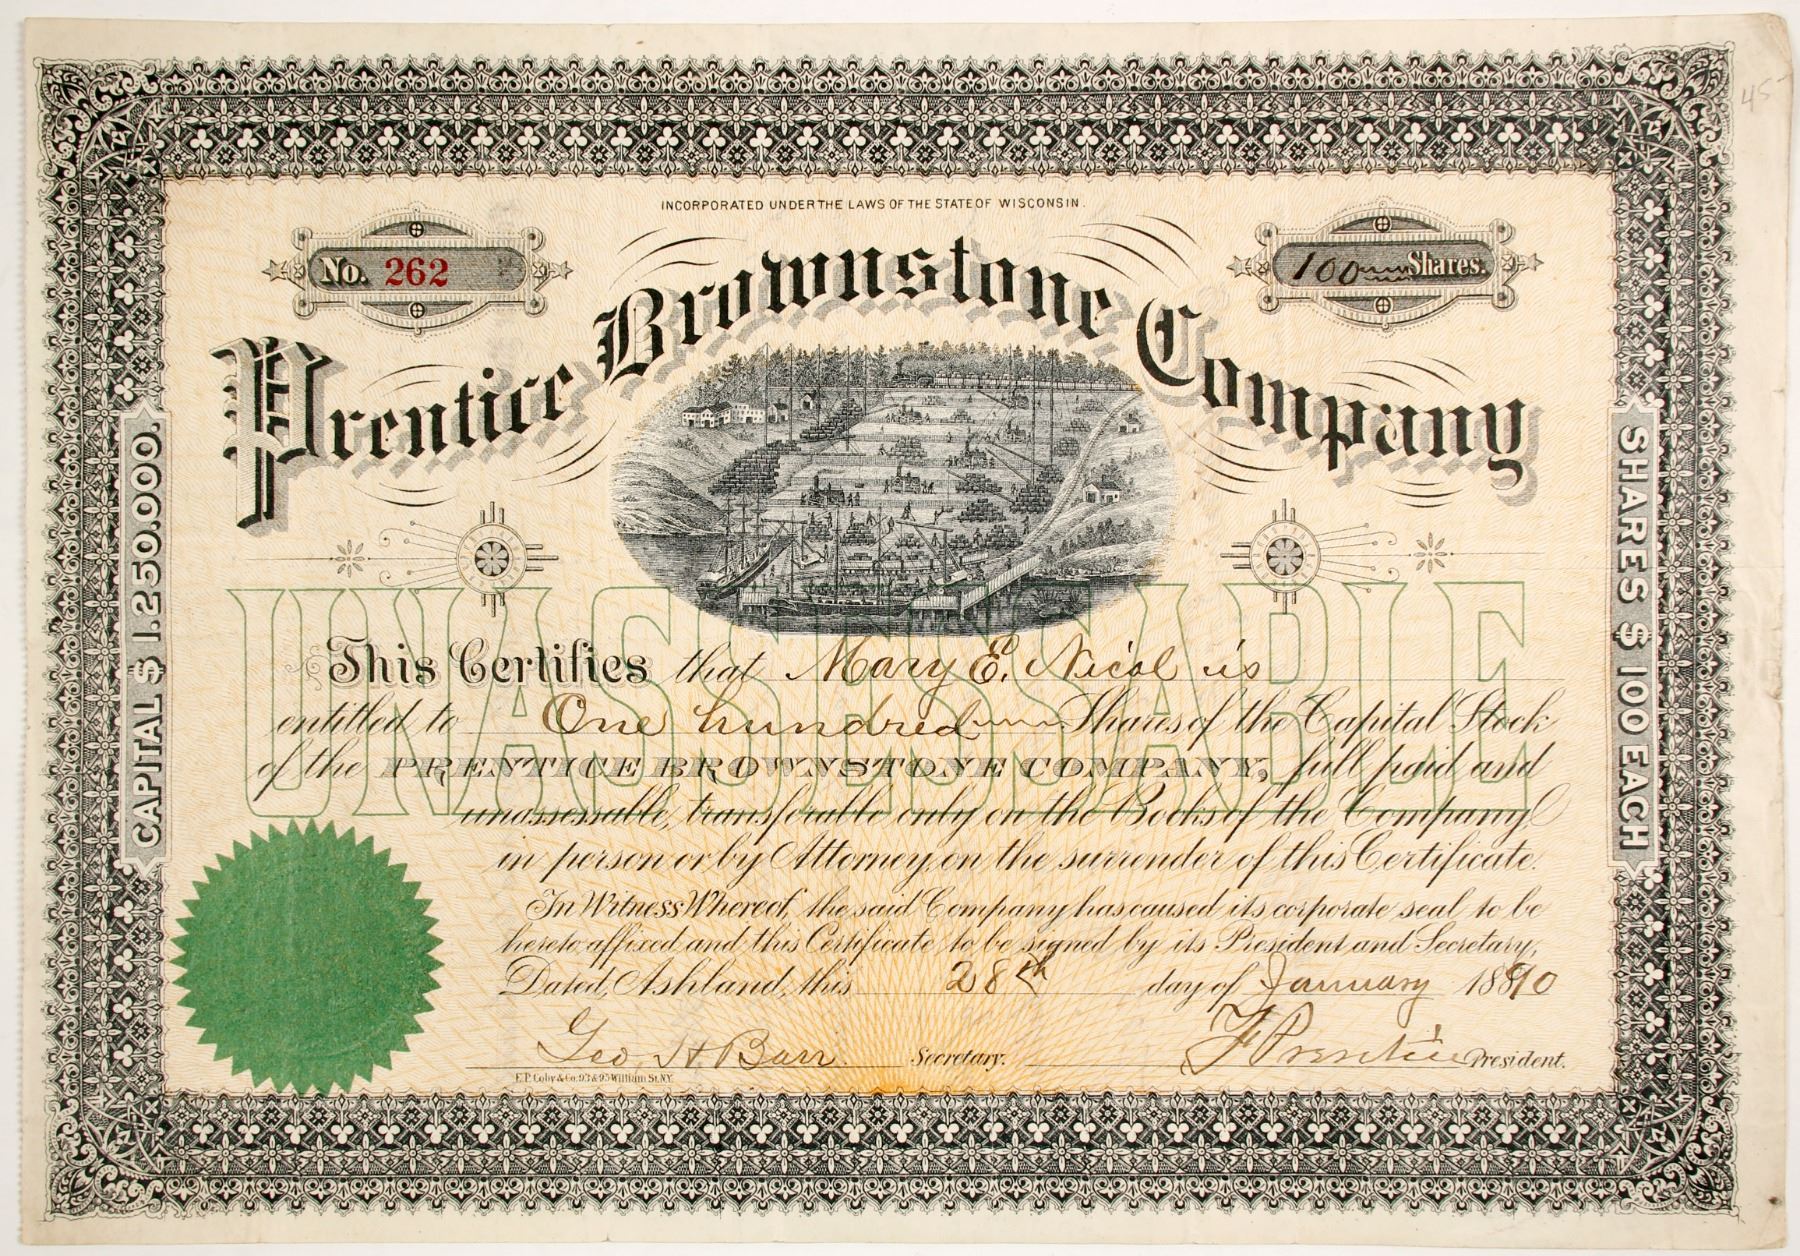 45
INCORPORATED UNDER THE LAWS OF THE STATE OF WISCONSIN.
No. 262
100 Shares.
Prentice Brownstone Company
CAPITAL $ 1.250.000.
SHARES $ 100 EACH
UNASSESSABLE
This Certifies that Mary E. Nicol is
entitled to One hundred Shares of the Capital Stock
of the PRENTICE BROWNSTONE COMPANY, full paid and
unassessable, transferable only on the Books of the Company,
in person or by Attorney, on the surrender of this Certificate.
In Witness Whereof, the said Company has caused its corporate seal to be
hereto affixed and this Certificate to be signed by its President and Secretary,
Dated, Ashland, this 28th day of January 1890
Geo H Barr Secretary. F Prentice President.
F.P. Coby & Co. 93 & 95 William St. N.Y.